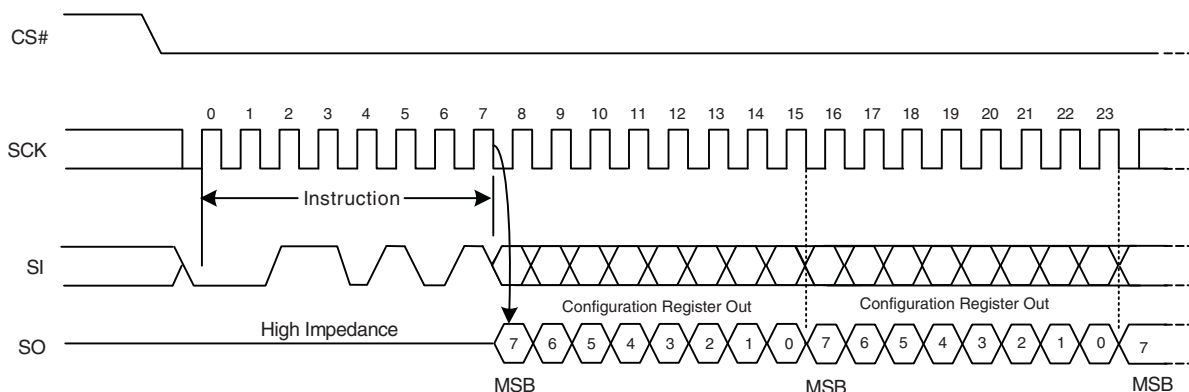 CS#
0 1 2 3 4 5 6 7 8 9 10 11 12 13 14 15 16 17 18 19 20 21 22 23
SCK
Instruction
SI
Configuration Register Out Configuration Register Out
High Impedance
SO 7 6 5 4 3 2 1 0 7 6 5 4 3 2 1 0 7
MSB MSB MSB